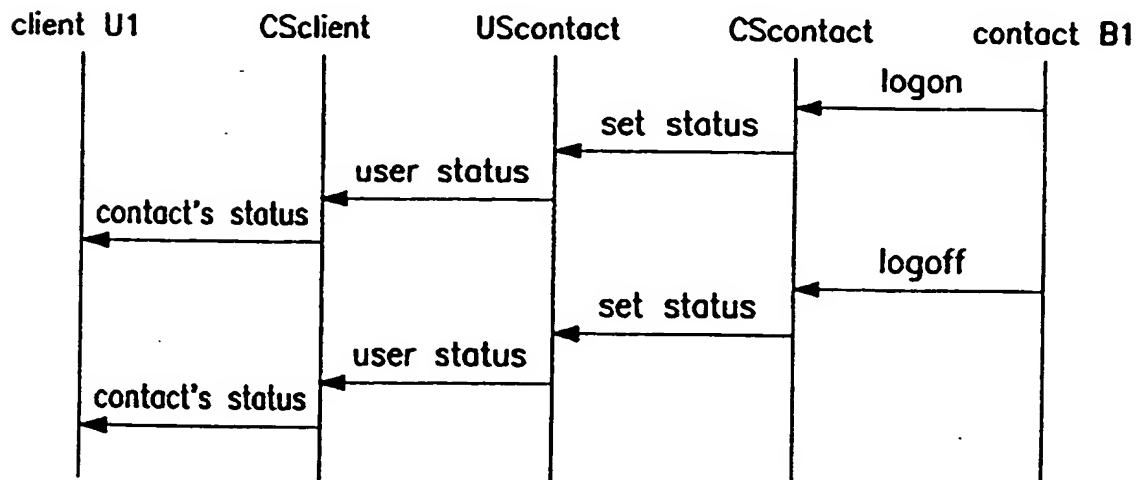 client U1 CSclient UScontact CScontact contact B1
logon
set status
user status
contact's status
logoff
set status
user status
contact's status